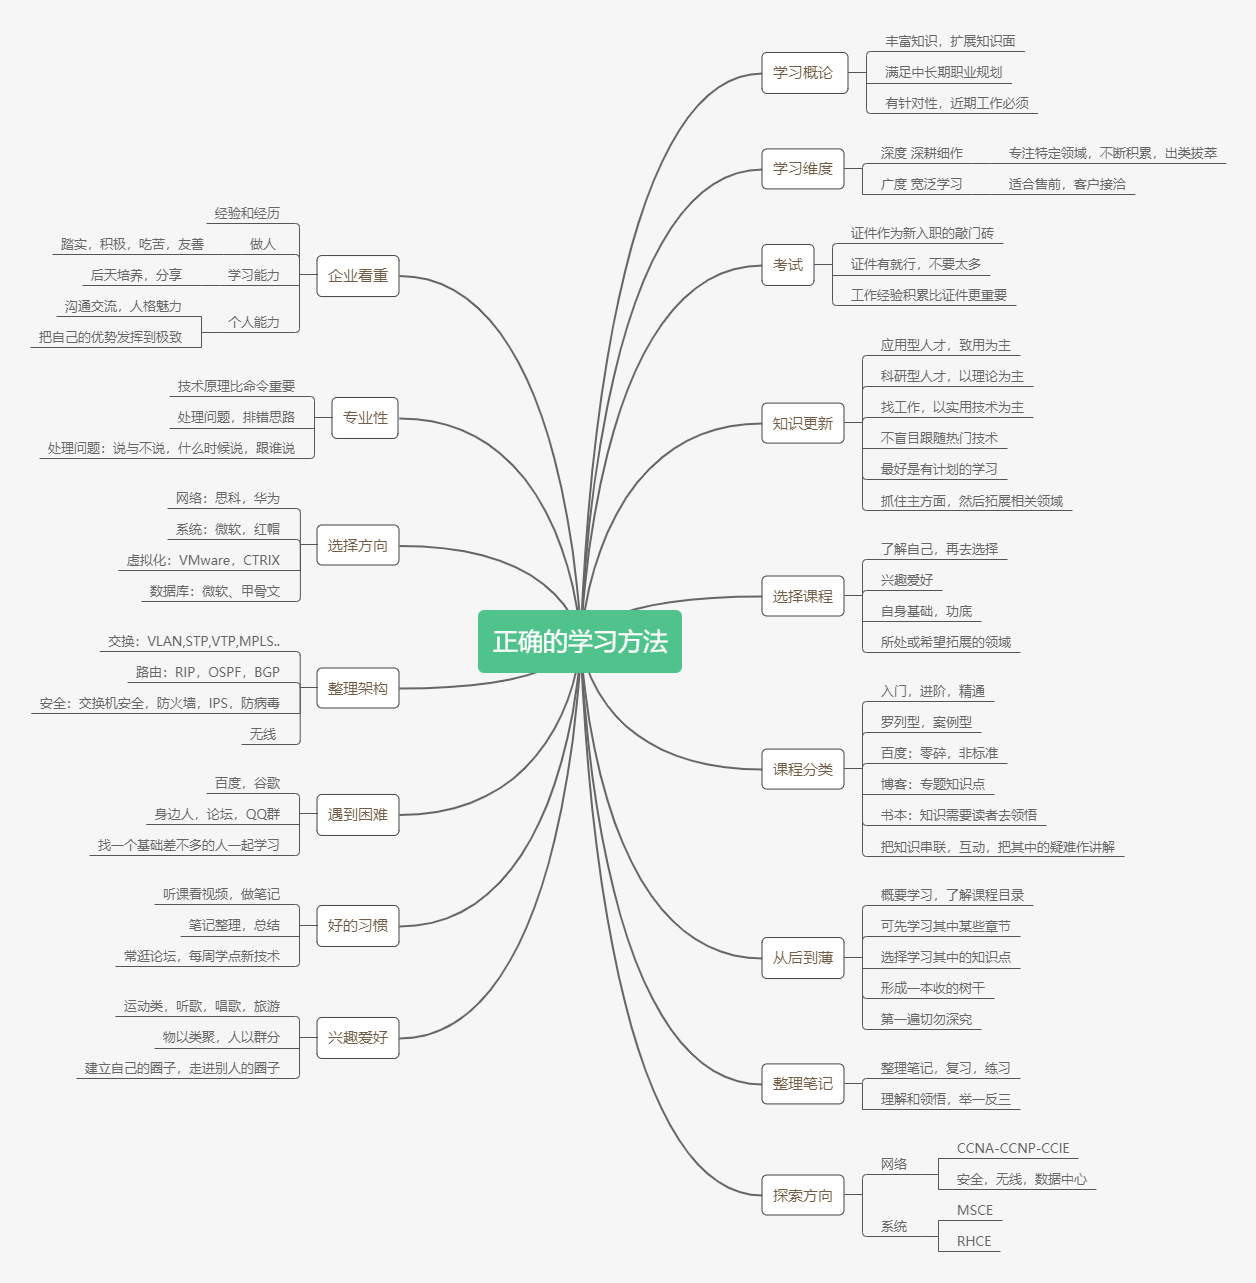 正确的学习方法
学习概论
丰富知识，扩展知识面
满足中长期职业规划
有针对性，近期工作必须
学习维度
深度 深耕细作
专注特定领域，不断积累，出类拔萃
广度 宽泛学习
适合售前，客户接洽
考试
证件作为新入职的敲门砖
证件有就行，不要太多
工作经验积累比证件更重要
知识更新
应用型人才，致用为主
科研型人才，以理论为主
找工作，以实用技术为主
不盲目跟随热门技术
最好是有计划的学习
抓住主方面，然后拓展相关领域
选择课程
了解自己，再去选择
兴趣爱好
自身基础，功底
所处或希望拓展的领域
课程分类
入门，进阶，精通
罗列型，案例型
百度：零碎，非标准
博客：专题知识点
书本：知识需要读者去领悟
把知识串联，互动，把其中的疑难作讲解
从后到薄
概要学习，了解课程目录
可先学习其中某些章节
选择学习其中的知识点
形成一本收的树干
第一遍切勿深究
整理笔记
整理笔记，复习，练习
理解和领悟，举一反三
探索方向
网络
CCNA-CCNP-CCIE
安全，无线，数据中心
系统
MSCE
RHCE
企业看重
经验和经历
做人
踏实，积极，吃苦，友善
学习能力
后天培养，分享
个人能力
沟通交流，人格魅力
把自己的优势发挥到极致
专业性
技术原理比命令重要
处理问题，排错思路
处理问题：说与不说，什么时候说，跟谁说
选择方向
网络：思科，华为
系统：微软，红帽
虚拟化：VMware，CTRIX
数据库：微软、甲骨文
整理架构
交换：VLAN,STP,VTP,MPLS..
路由：RIP，OSPF，BGP
安全：交换机安全，防火墙，IPS，防病毒
无线
遇到困难
百度，谷歌
身边人，论坛，QQ群
找一个基础差不多的人一起学习
好的习惯
听课看视频，做笔记
笔记整理，总结
常逛论坛，每周学点新技术
兴趣爱好
运动类，听歌，唱歌，旅游
物以类聚，人以群分
建立自己的圈子，走进别人的圈子